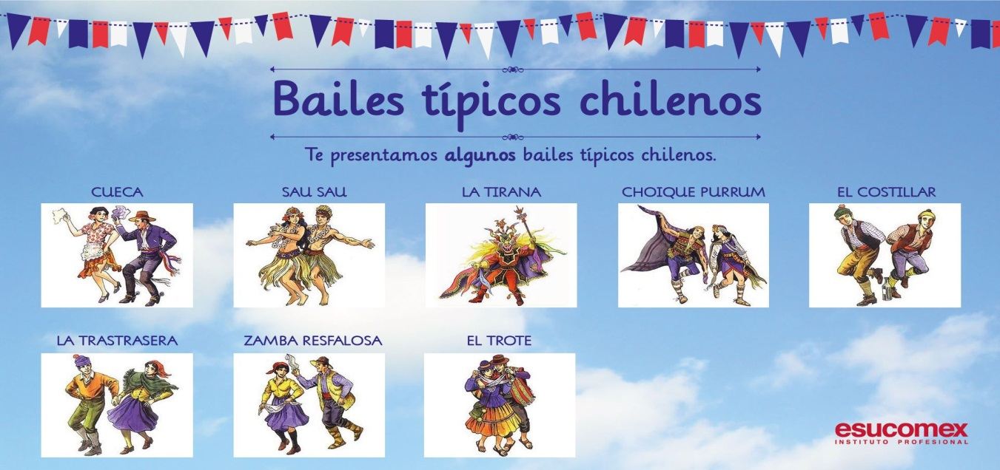 Bailes típicos chilenos
Te presentamos algunos bailes típicos chilenos.
CUECA
SAU SAU
LA TIRANA
CHOIQUE PURRUM
EL COSTILLAR
LA TRASTRASERA
ZAMBA RESFALOSA
EL TROTE
esucomex
INSTITUTO PROFESIONAL